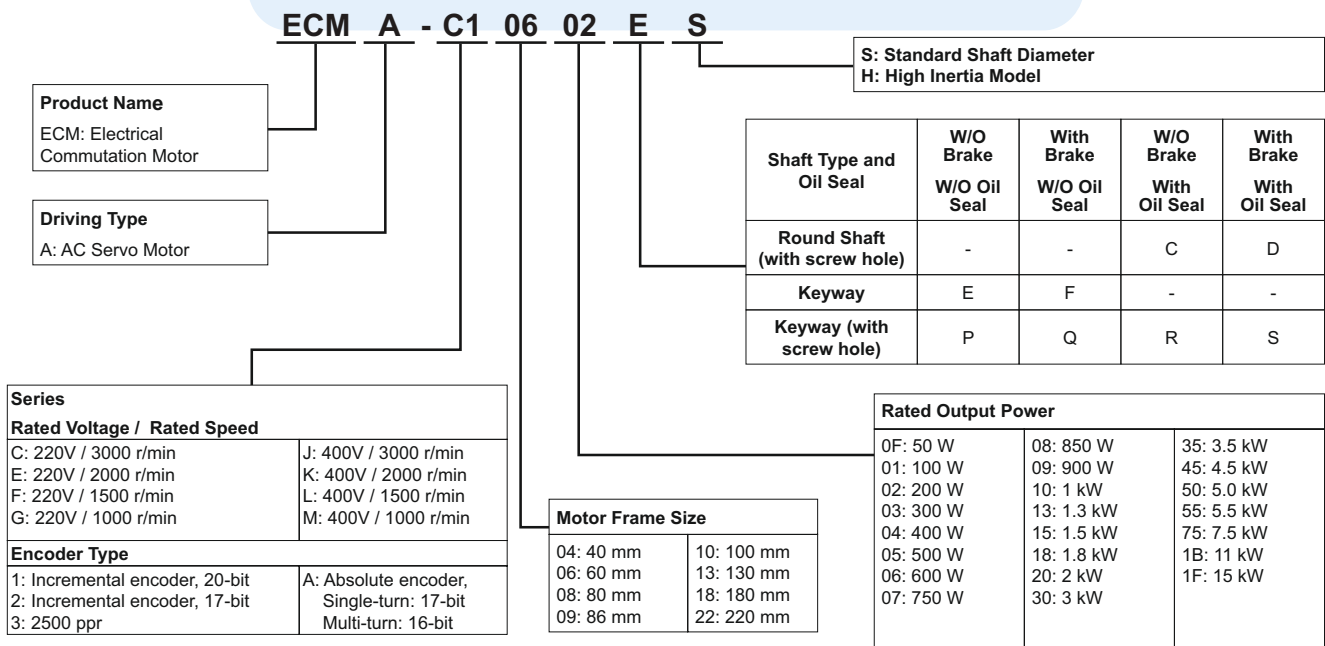 ECM A - C1 06 02 E S
S: Standard Shaft Diameter
H: High Inertia Model
Product Name
ECM: Electrical
Commutation Motor
Driving Type
A: AC Servo Motor
Shaft Type and
Oil Seal
W/O
Brake
W/O Oil
Seal
With
Brake
W/O Oil
Seal
W/O
Brake
With
Oil Seal
With
Brake
With
Oil Seal
Round Shaft
(with screw hole)
- - C D
Keyway E F - -
Keyway (with
screw hole)
P Q R S
Series
Rated Voltage / Rated Speed
C: 220V / 3000 r/min
E: 220V / 2000 r/min
F: 220V / 1500 r/min
G: 220V / 1000 r/min
J: 400V / 3000 r/min
K: 400V / 2000 r/min
L: 400V / 1500 r/min
M: 400V / 1000 r/min
Encoder Type
1: Incremental encoder, 20-bit
2: Incremental encoder, 17-bit
3: 2500 ppr
A: Absolute encoder,
Single-turn: 17-bit
Multi-turn: 16-bit
Motor Frame Size
04: 40 mm
06: 60 mm
08: 80 mm
09: 86 mm
10: 100 mm
13: 130 mm
18: 180 mm
22: 220 mm
Rated Output Power
0F: 50 W
01: 100 W
02: 200 W
03: 300 W
04: 400 W
05: 500 W
06: 600 W
07: 750 W
08: 850 W
09: 900 W
10: 1 kW
13: 1.3 kW
15: 1.5 kW
18: 1.8 kW
20: 2 kW
30: 3 kW
35: 3.5 kW
45: 4.5 kW
50: 5.0 kW
55: 5.5 kW
75: 7.5 kW
1B: 11 kW
1F: 15 kW